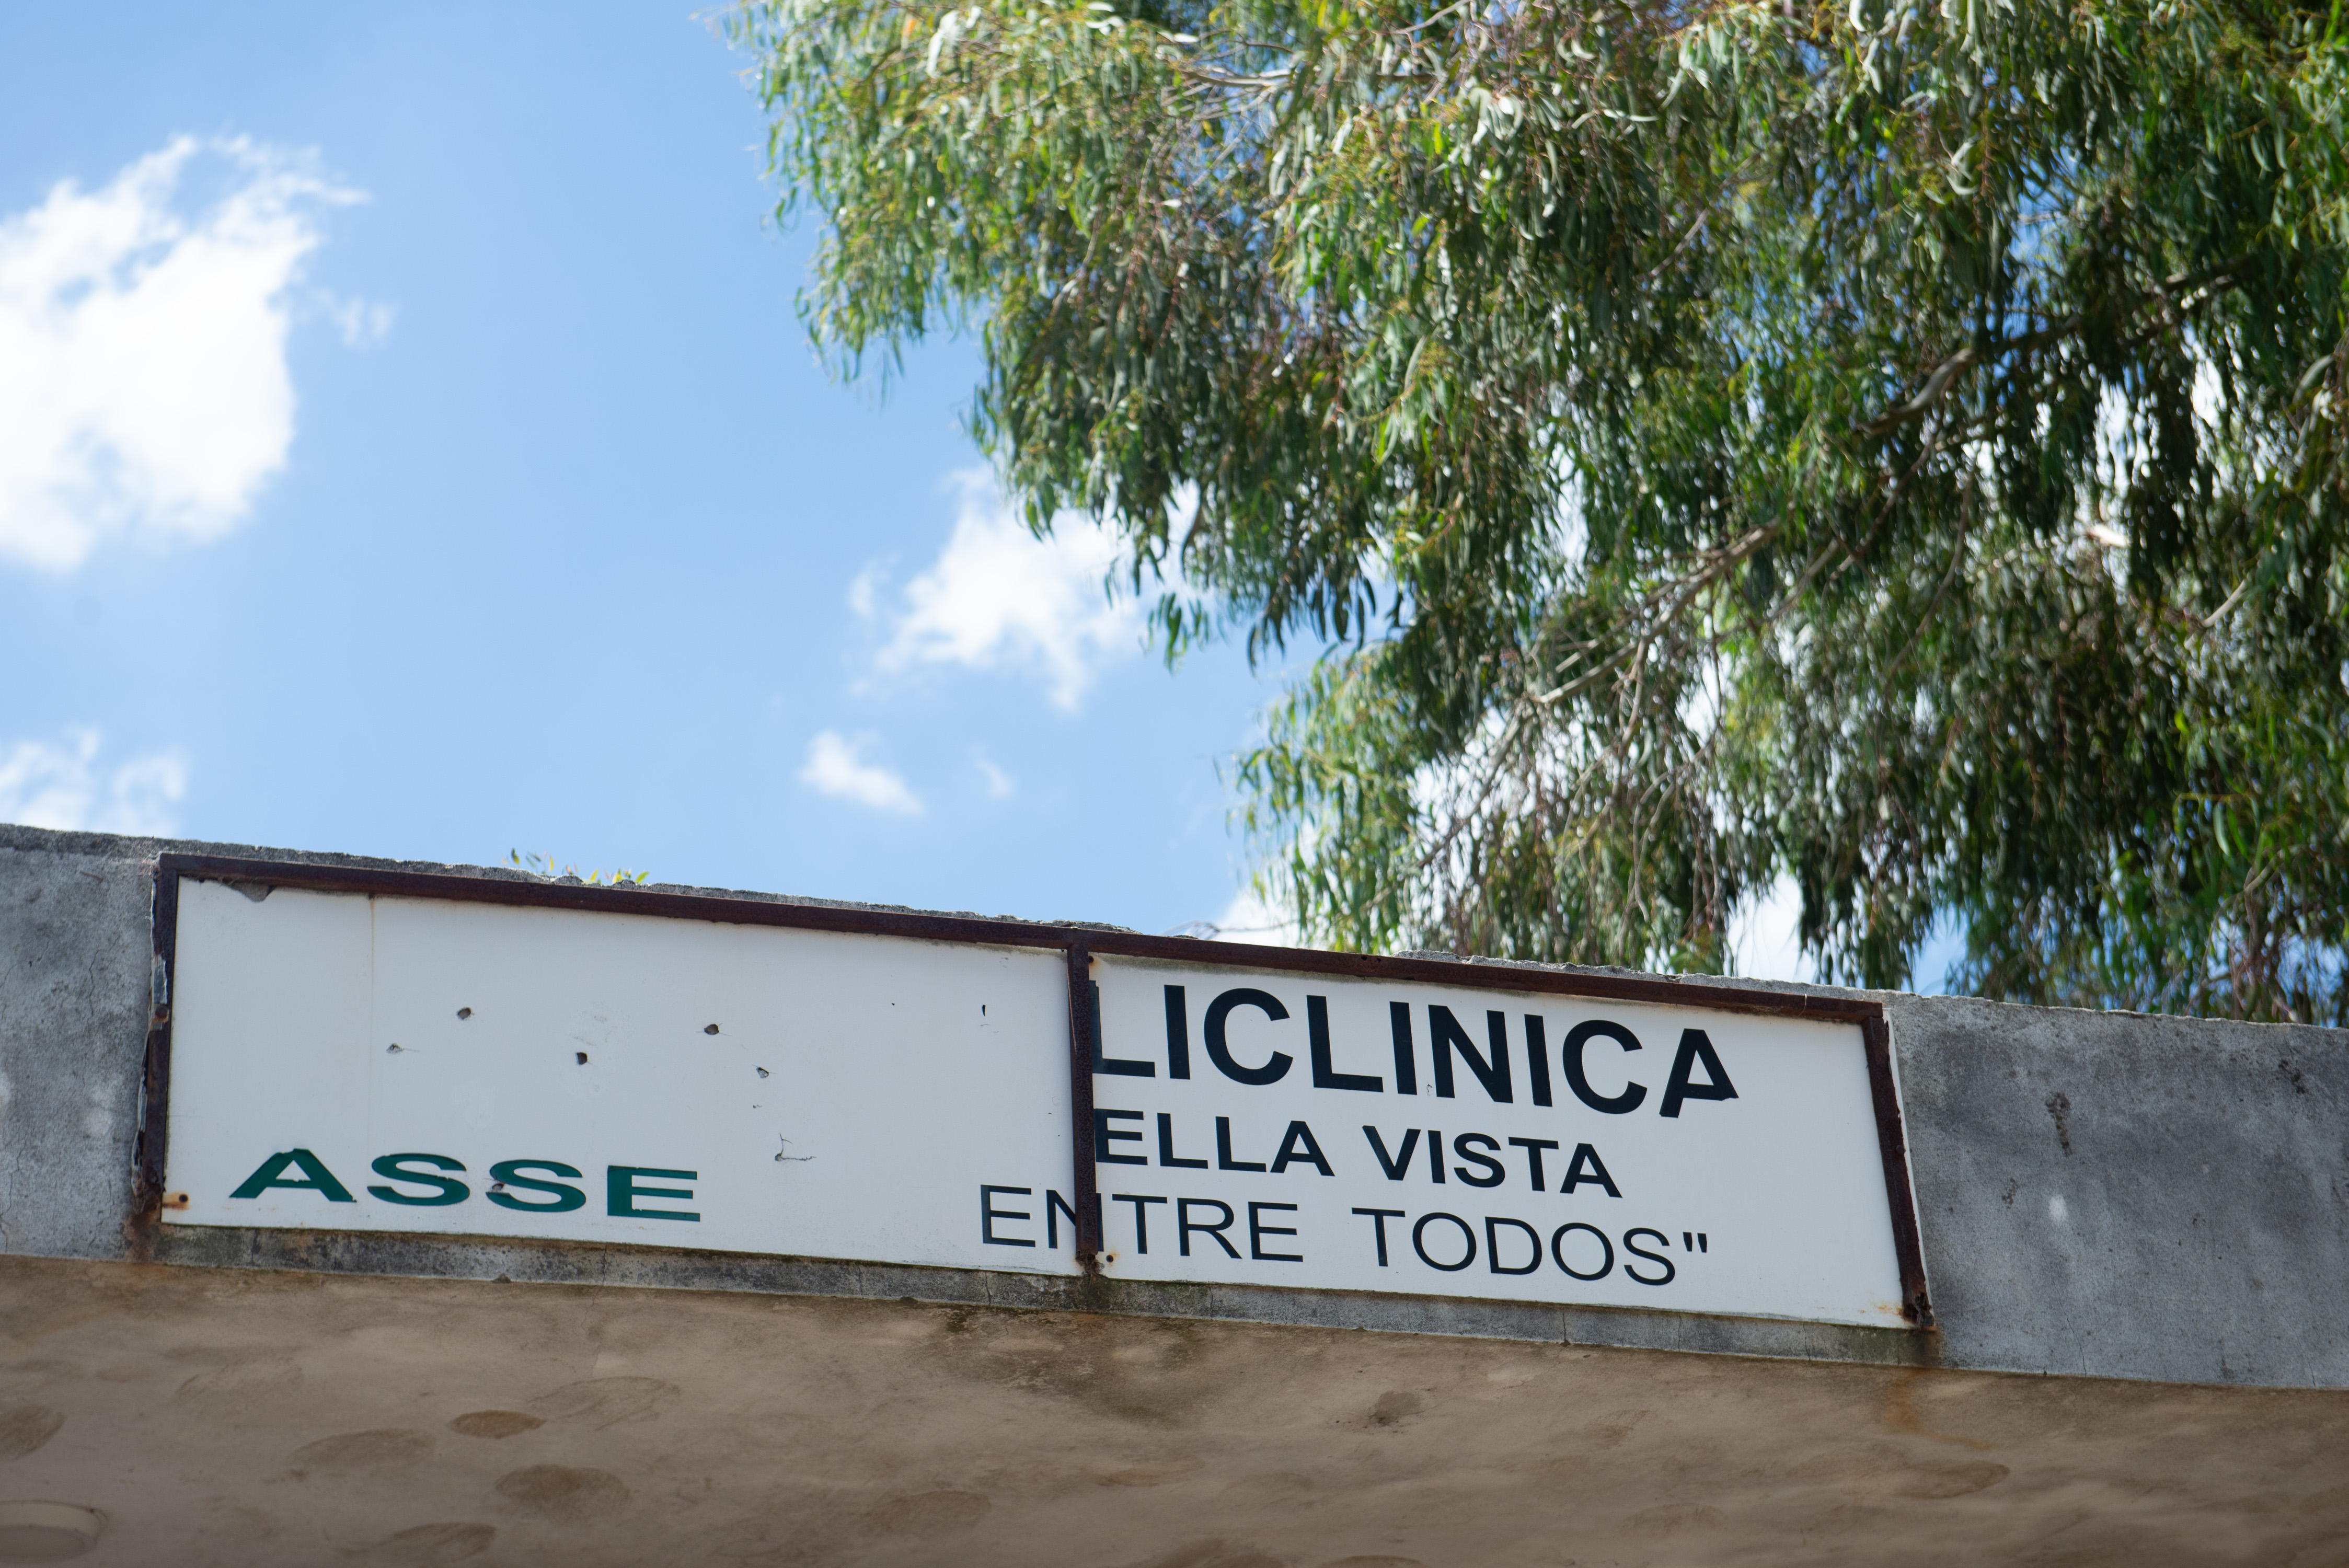 LICLINICA
ELLA VISTA
ASSE
ENTRE TODOS"